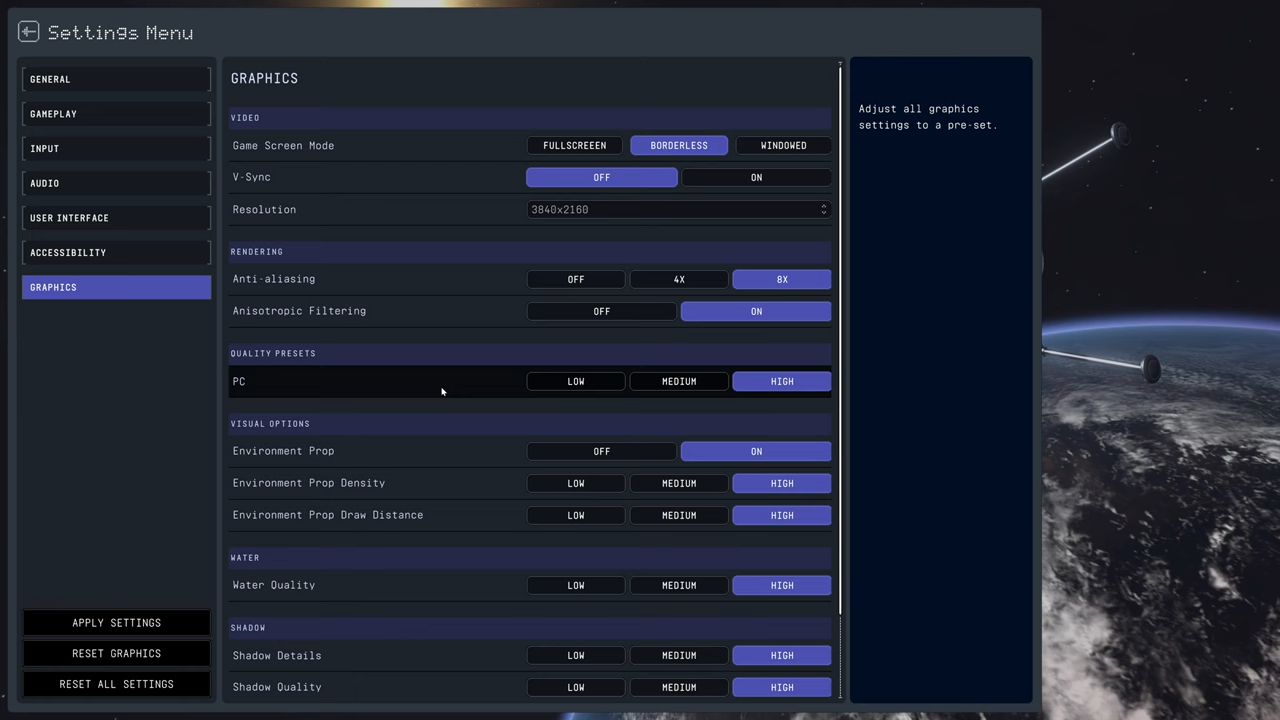 Settings Menu
GENERAL
GAMEPLAY
INPUT
AUDIO
USER INTERFACE
ACCESSIBILITY
GRAPHICS
APPLY SETTINGS
RESET GRAPHICS
RESET ALL SETTINGS
GRAPHICS
VIDEO
Game Screen Mode FULLSCREEEN BORDERLESS WINDOWED
V-Sync OFF ON
Resolution 3840x2160
RENDERING
Anti-aliasing OFF 4X 8X
Anisotropic Filtering OFF ON
QUALITY PRESETS
PC LOW MEDIUM HIGH
VISUAL OPTIONS
Environment Prop OFF ON
Environment Prop Density LOW MEDIUM HIGH
Environment Prop Draw Distance LOW MEDIUM HIGH
WATER
Water Quality LOW MEDIUM HIGH
SHADOW
Shadow Details LOW MEDIUM HIGH
Shadow Quality LOW MEDIUM HIGH
Adjust all graphics
settings to a pre-set.